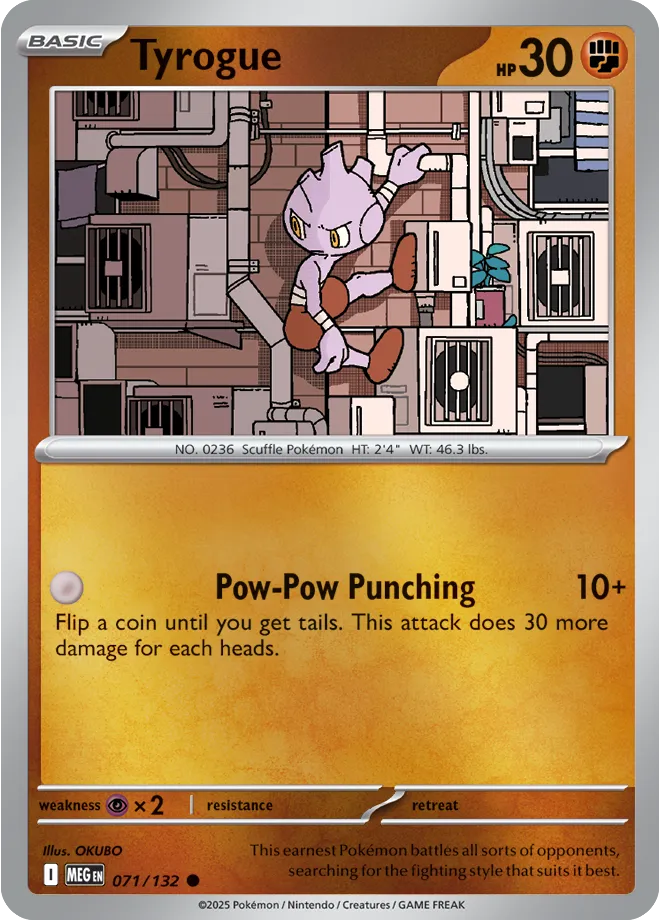 BASIC Tyrogue HP 30
NO. 0236 Scuffle Pokémon HT: 2'4" WT: 46.3 lbs.
Pow-Pow Punching 10+
Flip a coin until you get tails. This attack does 30 more
damage for each heads.
weakness ×2 resistance retreat
Illus. OKUBO
This earnest Pokémon battles all sorts of opponents,
searching for the fighting style that suits it best.
I MEG EN 071/132
©2025 Pokémon / Nintendo / Creatures / GAME FREAK